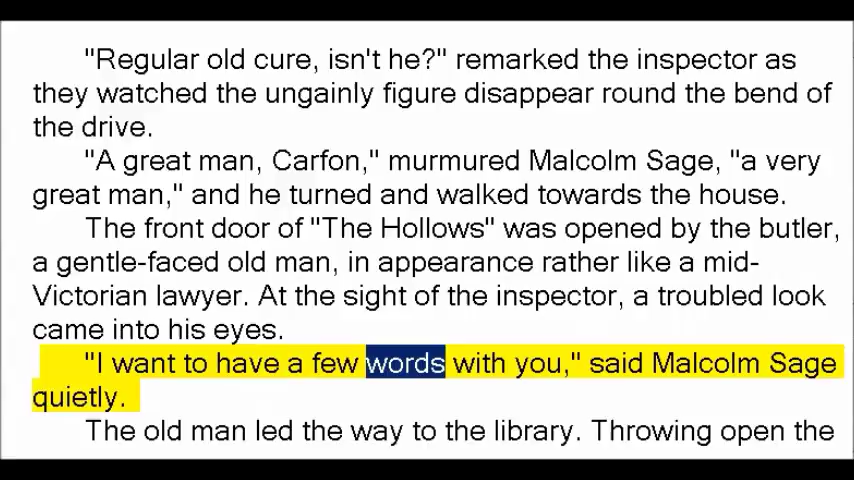 "Regular old cure, isn't he?" remarked the inspector as
they watched the ungainly figure disappear round the bend of
the drive.
"A great man, Carfon," murmured Malcolm Sage, "a very
great man," and he turned and walked towards the house.
The front door of "The Hollows" was opened by the butler,
a gentle-faced old man, in appearance rather like a mid-
Victorian lawyer. At the sight of the inspector, a troubled look
came into his eyes.
"I want to have a few words with you," said Malcolm Sage
quietly.
The old man led the way to the library. Throwing open the